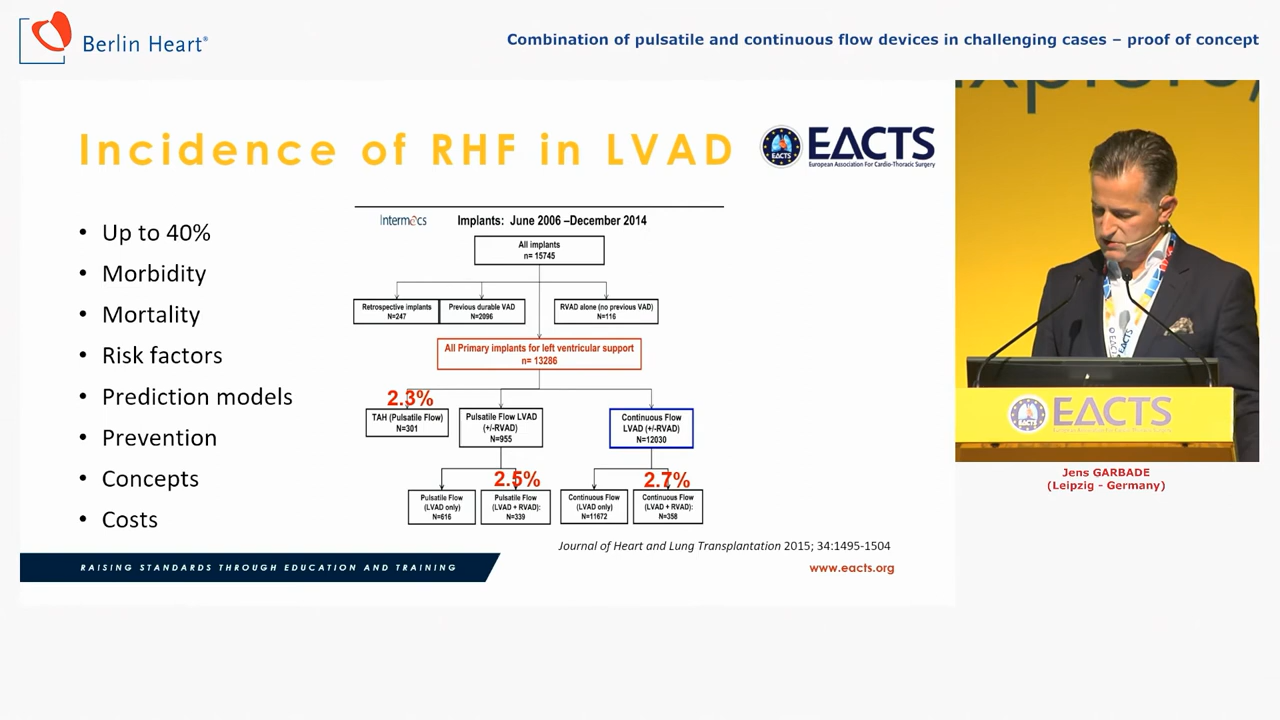 Berlin Heart®
Combination of pulsatile and continuous flow devices in challenging cases – proof of concept
Incidence of RHF in LVAD
EACTS
EACTS
European Association For Cardio-Thoracic Surgery
• Up to 40%
• Morbidity
• Mortality
• Risk factors
• Prediction models
• Prevention
• Concepts
• Costs
Intermacs
Implants: June 2006 –December 2014
All implants
n= 15745
Retrospective implants
N=247
Previous durable VAD
N=2096
RVAD alone (no previous VAD)
N=116
All Primary implants for left ventricular support
n= 13286
2.3%
TAH (Pulsatile Flow)
N=301
Pulsatile Flow LVAD
(+/-RVAD)
N=955
Continuous Flow
LVAD (+/-RVAD)
N=12030
2.5%
2.7%
Pulsatile Flow
(LVAD only)
N=616
Pulsatile Flow
(LVAD + RVAD):
N=339
Continuous Flow
(LVAD only)
N=11672
Continuous Flow
(LVAD + RVAD):
N=358
Journal of Heart and Lung Transplantation 2015; 34:1495-1504
RAISING STANDARDS THROUGH EDUCATION AND TRAINING
www.eacts.org
EACTS
EACTS
Jens GARBADE
(Leipzig - Germany)